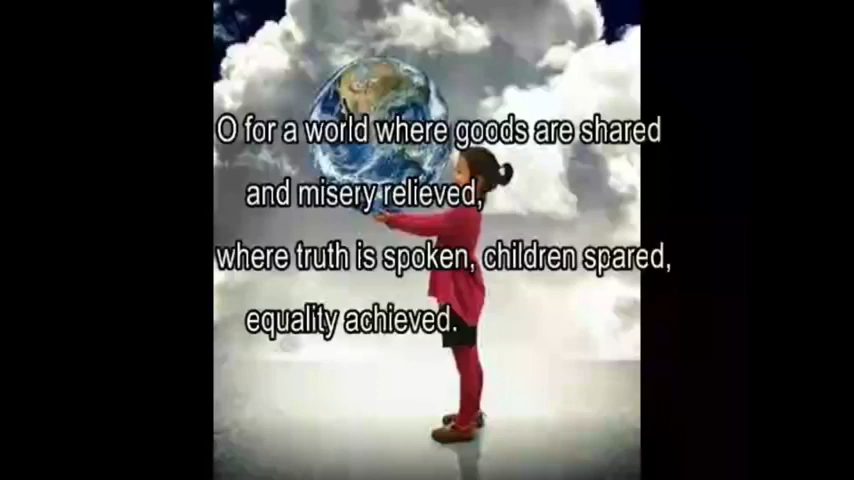 O for a world where goods are shared
and misery relieved,
where truth is spoken, children spared,
equality achieved.